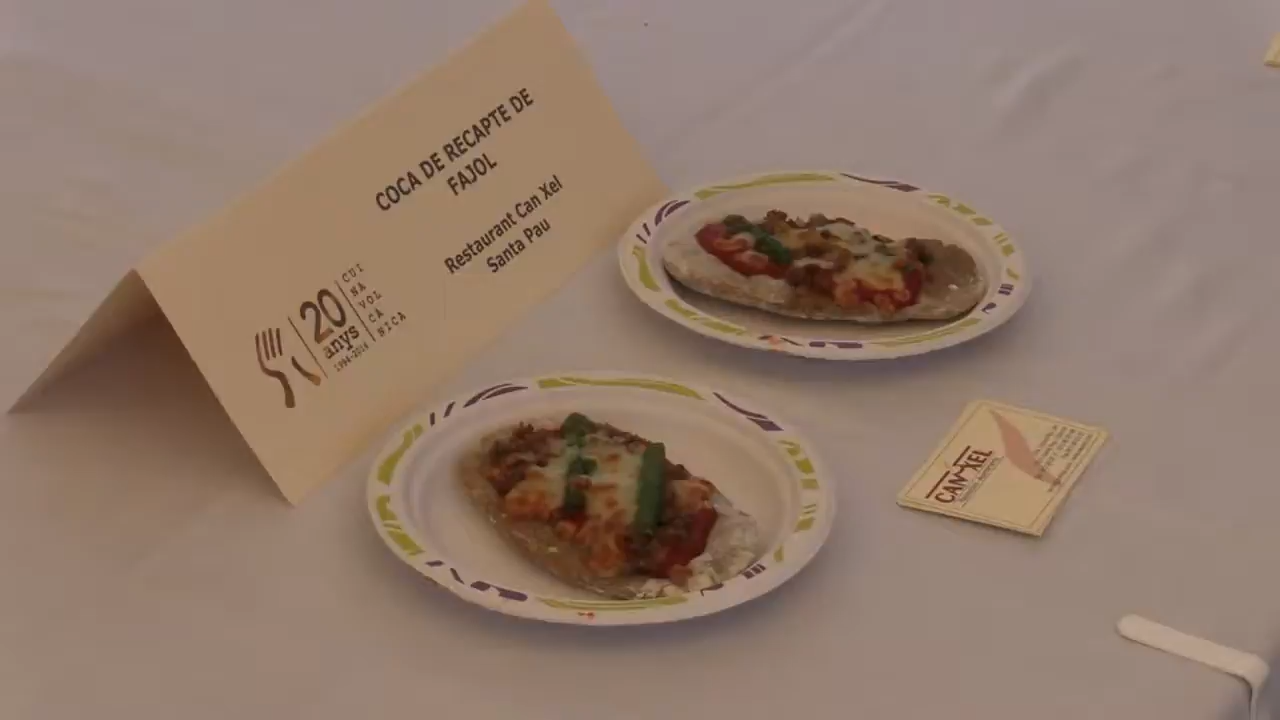 COCA DE RECAPTE DE
FAJOL
Restaurant Can Xel
Santa Pau
20
anys
1994-2014
CUI
NA
VOL
CA
NICA
CAN XEL